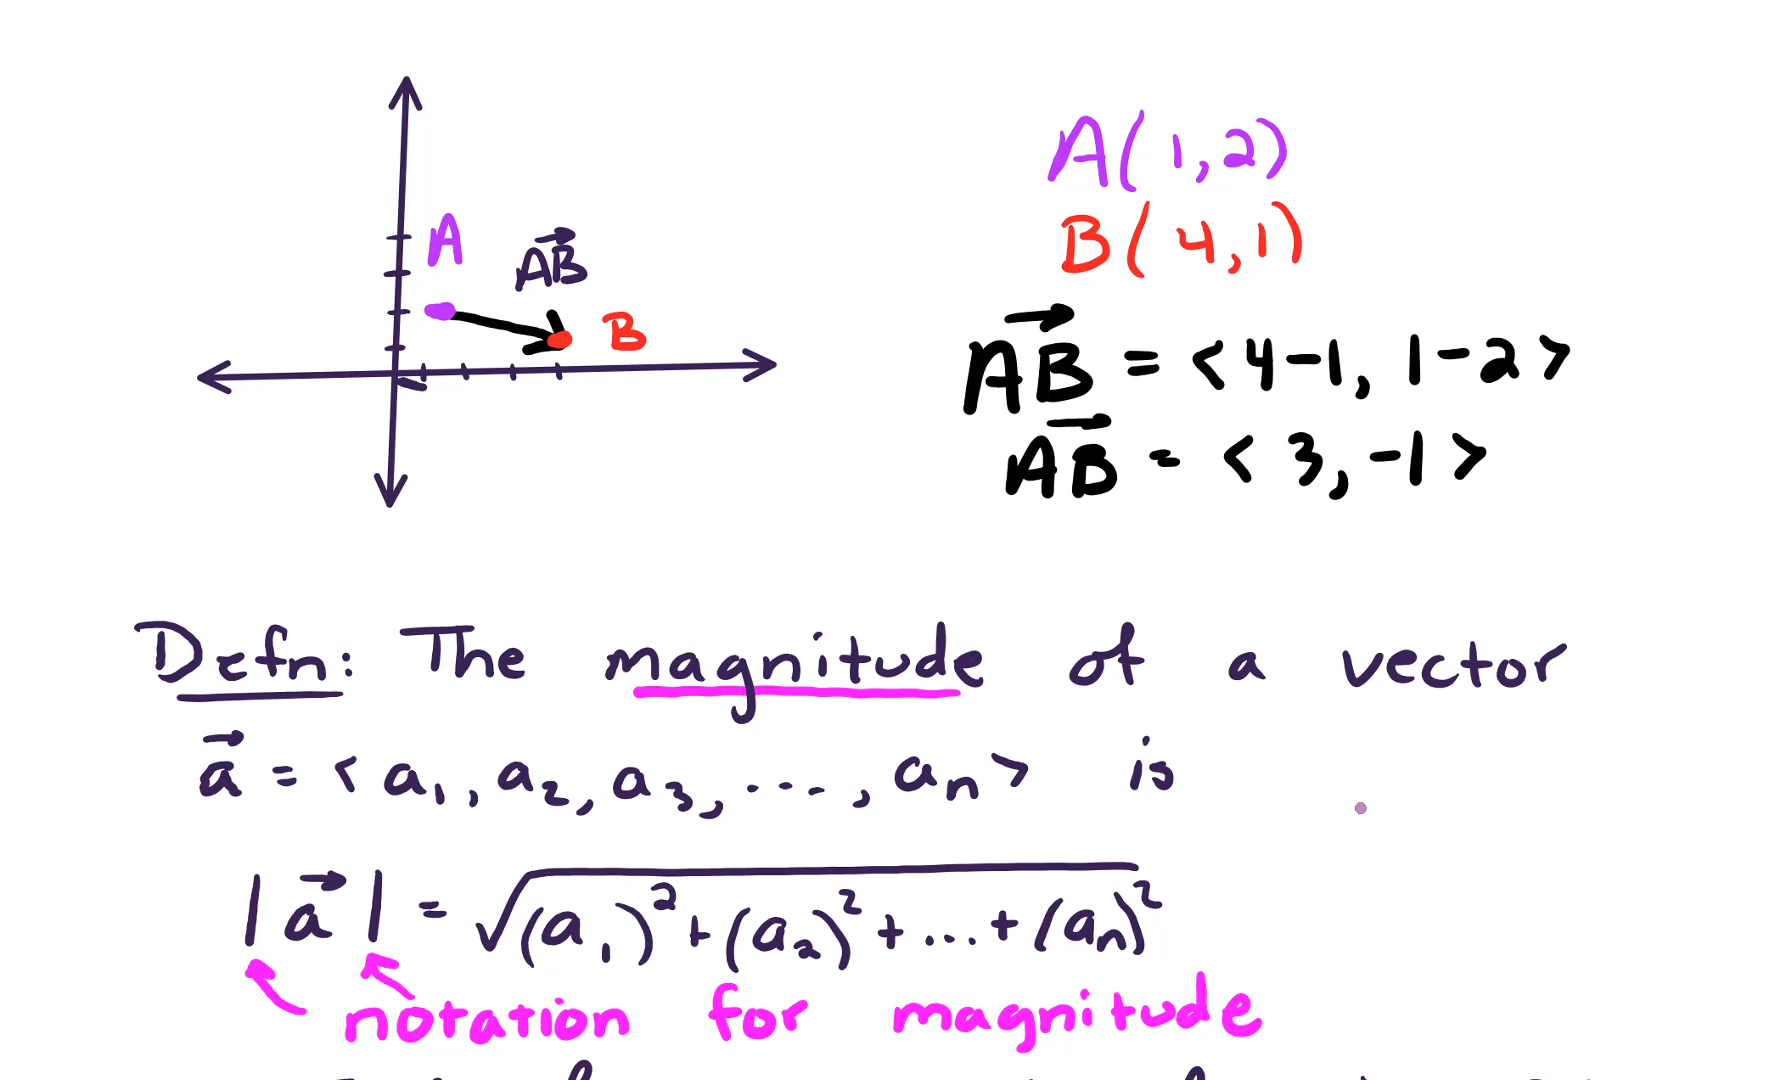 A(1,2)
B(4,1)
A
AB
B
AB = <4-1, 1-2>
AB = <3, -1>
Defn: The magnitude of a vector
a = <a₁, a₂, a₃, ..., aₙ> is
|a| = √(a₁)² + (a₂)² + ... + (aₙ)²
notation for magnitude